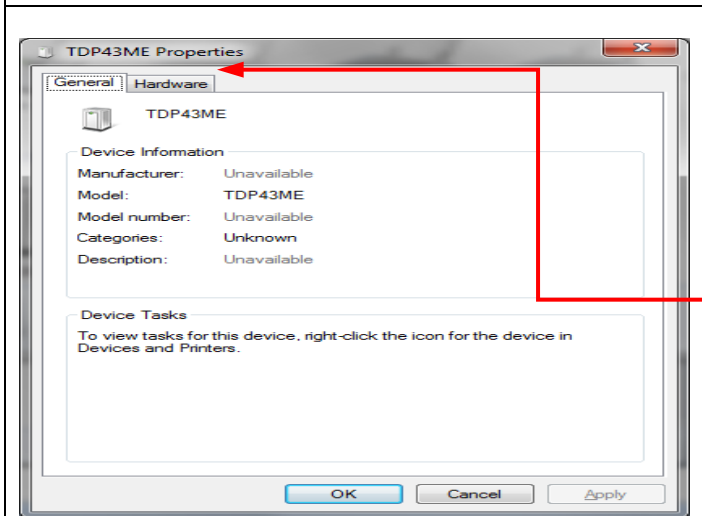 TDP43ME Properties
General Hardware
TDP43ME
Device Information
Manufacturer: Unavailable
Model: TDP43ME
Model number: Unavailable
Categories: Unknown
Description: Unavailable
Device Tasks
To view tasks for this device, right-click the icon for the device in
Devices and Printers.
OK Cancel Apply